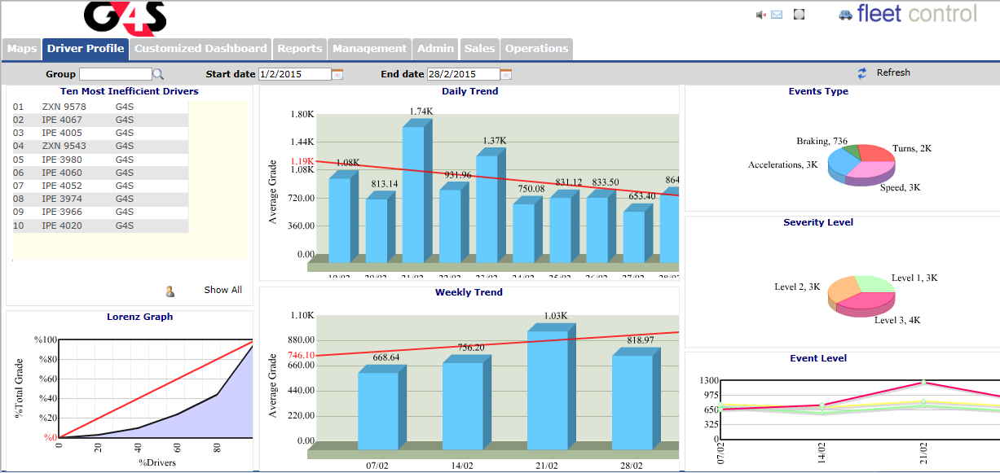 G4S
fleet control
Maps Driver Profile Customized Dashboard Reports Management Admin Sales Operations
Group Start date 1/2/2015 End date 28/2/2015 Refresh
Ten Most Inefficient Drivers
01 ZXN 9578 G4S
02 IPE 4067 G4S
03 IPE 4005 G4S
04 ZXN 9543 G4S
05 IPE 3980 G4S
06 IPE 4060 G4S
07 IPE 4052 G4S
08 IPE 3974 G4S
09 IPE 3966 G4S
10 IPE 4020 G4S
Show All
Lorenz Graph
%Total Grade
%100
%80
%60
%40
%20
%0
0 20 40 60 80
%Drivers
Daily Trend
Average Grade
1.80K
1.44K
1.19K
1.08K
720.00
360.00
0.00
1.08K 813.14 1.74K 931.96 1.37K 750.08 831.12 833.50 653.40 864
19/02 20/02 21/02 22/02 23/02 24/02 25/02 26/02 27/02 28/02
Weekly Trend
Average Grade
1.10K
880.00
746.10
660.00
440.00
220.00
0.00
668.64 756.20 1.03K 818.97
07/02 14/02 21/02 28/02
Events Type
Braking, 736
Turns, 2K
Accelerations, 3K
Speed, 3K
Severity Level
Level 1, 3K
Level 2, 3K
Level 3, 4K
Event Level
1300
975
650
325
0
07/02 14/02 21/02